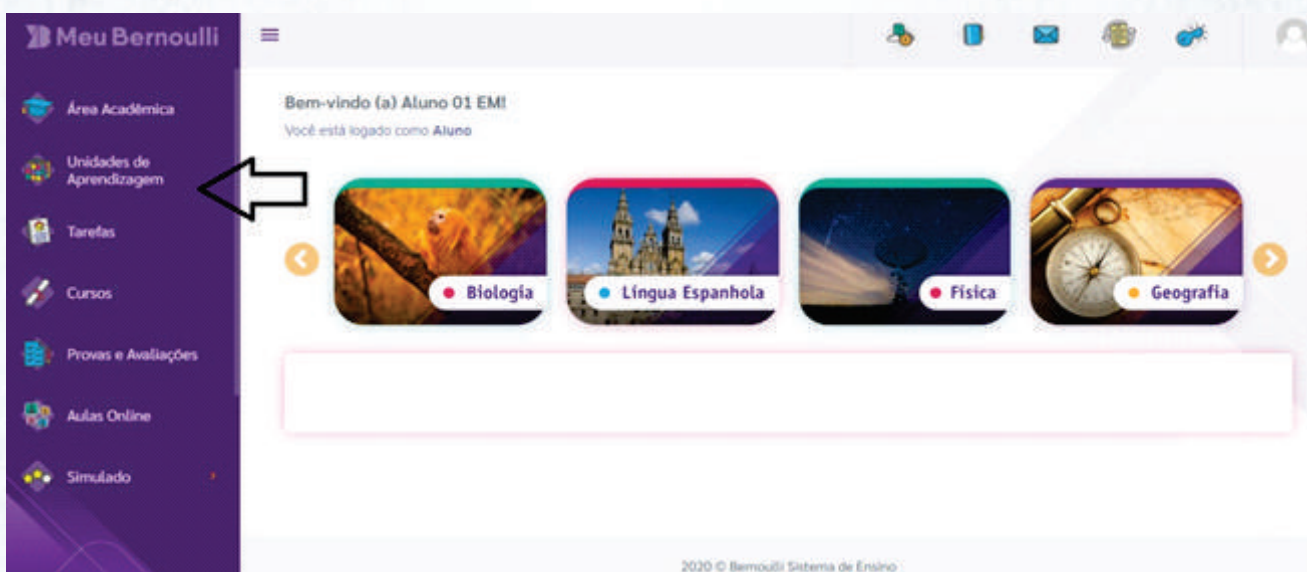 Meu Bernoulli
Área Acadêmica
Unidades de
Aprendizagem
Tarefas
Cursos
Provas e Avaliações
Aulas Online
Simulado
Bem-vindo (a) Aluno 01 EM!
Você está logado como Aluno
Biologia
Língua Espanhola
Física
Geografia
2020 © Bernoulli Sistema de Ensino